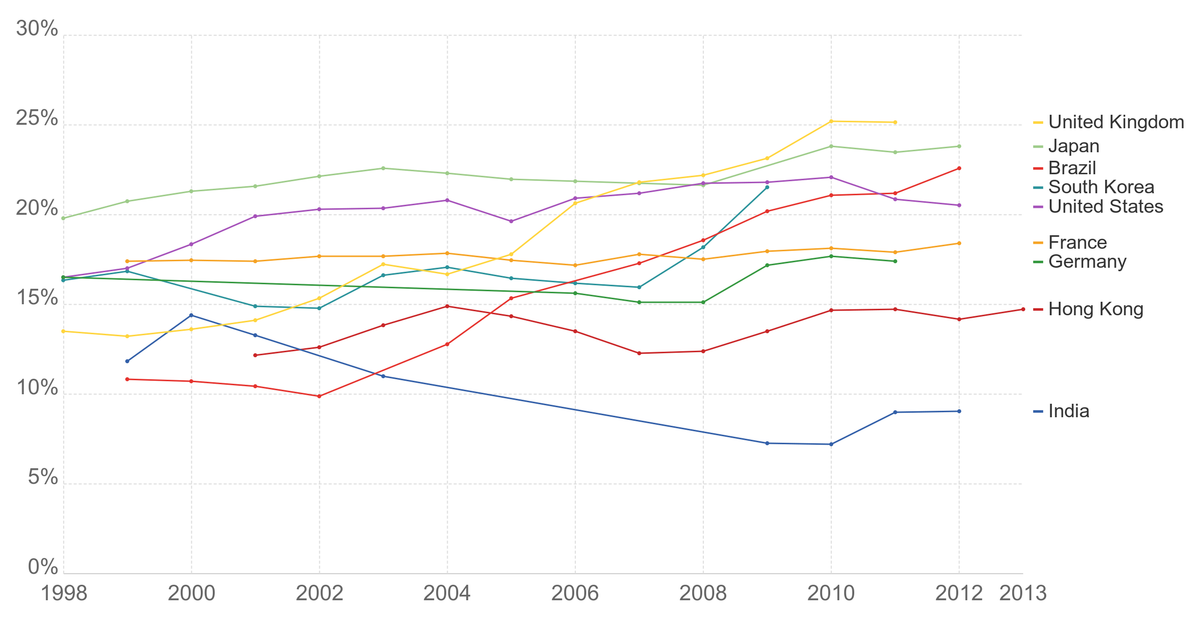 30%
25%
20%
15%
10%
5%
0%
1998 2000 2002 2004 2006 2008 2010 2012 2013
United Kingdom
Japan
Brazil
South Korea
United States
France
Germany
Hong Kong
India